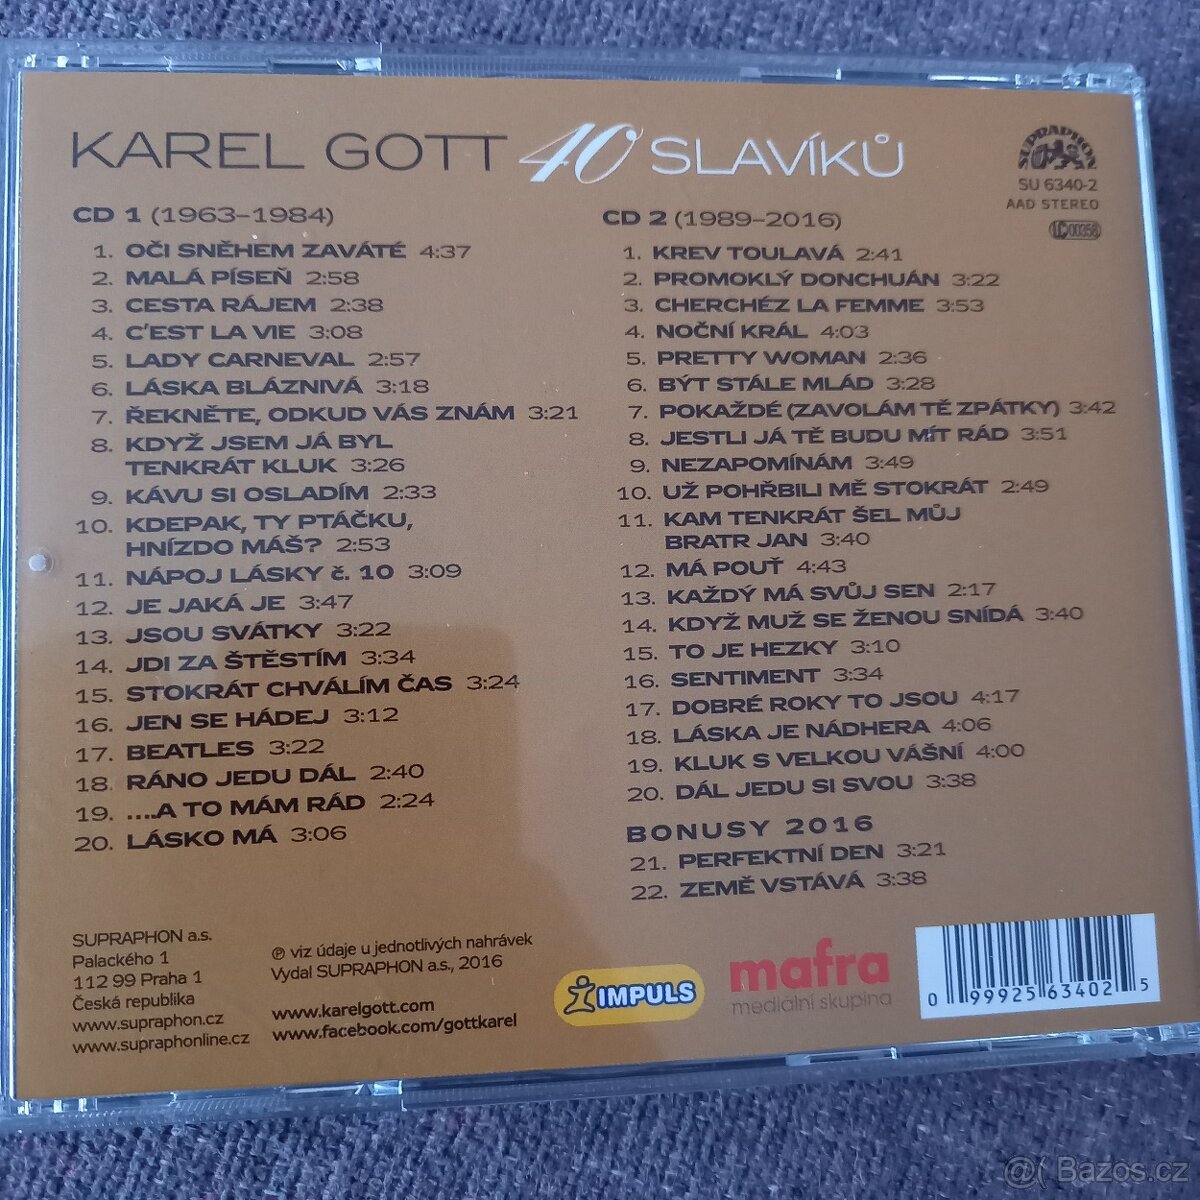 KAREL GOTT 40 SLAVÍKŮ
SUPRAPHON
SU 6340-2
AAD STEREO
LC 00358
CD 1 (1963–1984)
1. OČI SNĚHEM ZAVÁTÉ 4:37
2. MALÁ PÍSEŇ 2:58
3. CESTA RÁJEM 2:38
4. C'EST LA VIE 3:08
5. LADY CARNEVAL 2:57
6. LÁSKA BLÁZNIVÁ 3:18
7. ŘEKNĚTE, ODKUD VÁS ZNÁM 3:21
8. KDYŽ JSEM JÁ BYL
TENKRÁT KLUK 3:26
9. KÁVU SI OSLADÍM 2:33
10. KDEPAK, TY PTÁČKU,
HNÍZDO MÁŠ? 2:53
11. NÁPOJ LÁSKY č. 10 3:09
12. JE JAKÁ JE 3:47
13. JSOU SVÁTKY 3:22
14. JDI ZA ŠTĚSTÍM 3:34
15. STOKRÁT CHVÁLÍM ČAS 3:24
16. JEN SE HÁDEJ 3:12
17. BEATLES 3:22
18. RÁNO JEDU DÁL 2:40
19. ....A TO MÁM RÁD 2:24
20. LÁSKO MÁ 3:06
CD 2 (1989–2016)
1. KREV TOULAVÁ 2:41
2. PROMOKLÝ DONCHUÁN 3:22
3. CHERCHÉZ LA FEMME 3:53
4. NOČNÍ KRÁL 4:03
5. PRETTY WOMAN 2:36
6. BÝT STÁLE MLÁD 3:28
7. POKAŽDÉ (ZAVOLÁM TĚ ZPÁTKY) 3:42
8. JESTLI JÁ TĚ BUDU MÍT RÁD 3:51
9. NEZAPOMÍNÁM 3:49
10. UŽ POHŘBILI MĚ STOKRÁT 2:49
11. KAM TENKRÁT ŠEL MŮJ
BRATR JAN 3:40
12. MÁ POUŤ 4:43
13. KAŽDÝ MÁ SVŮJ SEN 2:17
14. KDYŽ MUŽ SE ŽENOU SNÍDÁ 3:40
15. TO JE HEZKY 3:10
16. SENTIMENT 3:34
17. DOBRÉ ROKY TO JSOU 4:17
18. LÁSKA JE NÁDHERA 4:06
19. KLUK S VELKOU VÁŠNÍ 4:00
20. DÁL JEDU SI SVOU 3:38
BONUSY 2016
21. PERFEKTNÍ DEN 3:21
22. ZEMĚ VSTÁVÁ 3:38
SUPRAPHON a.s.
Palackého 1
112 99 Praha 1
Česká republika
www.supraphon.cz
www.supraphonline.cz
℗ viz údaje u jednotlivých nahrávek
Vydal SUPRAPHON a.s., 2016
www.karelgott.com
www.facebook.com/gottkarel
IMPULS
mafra
mediální skupina
0 99925 63402 5
@( Bazos.cz